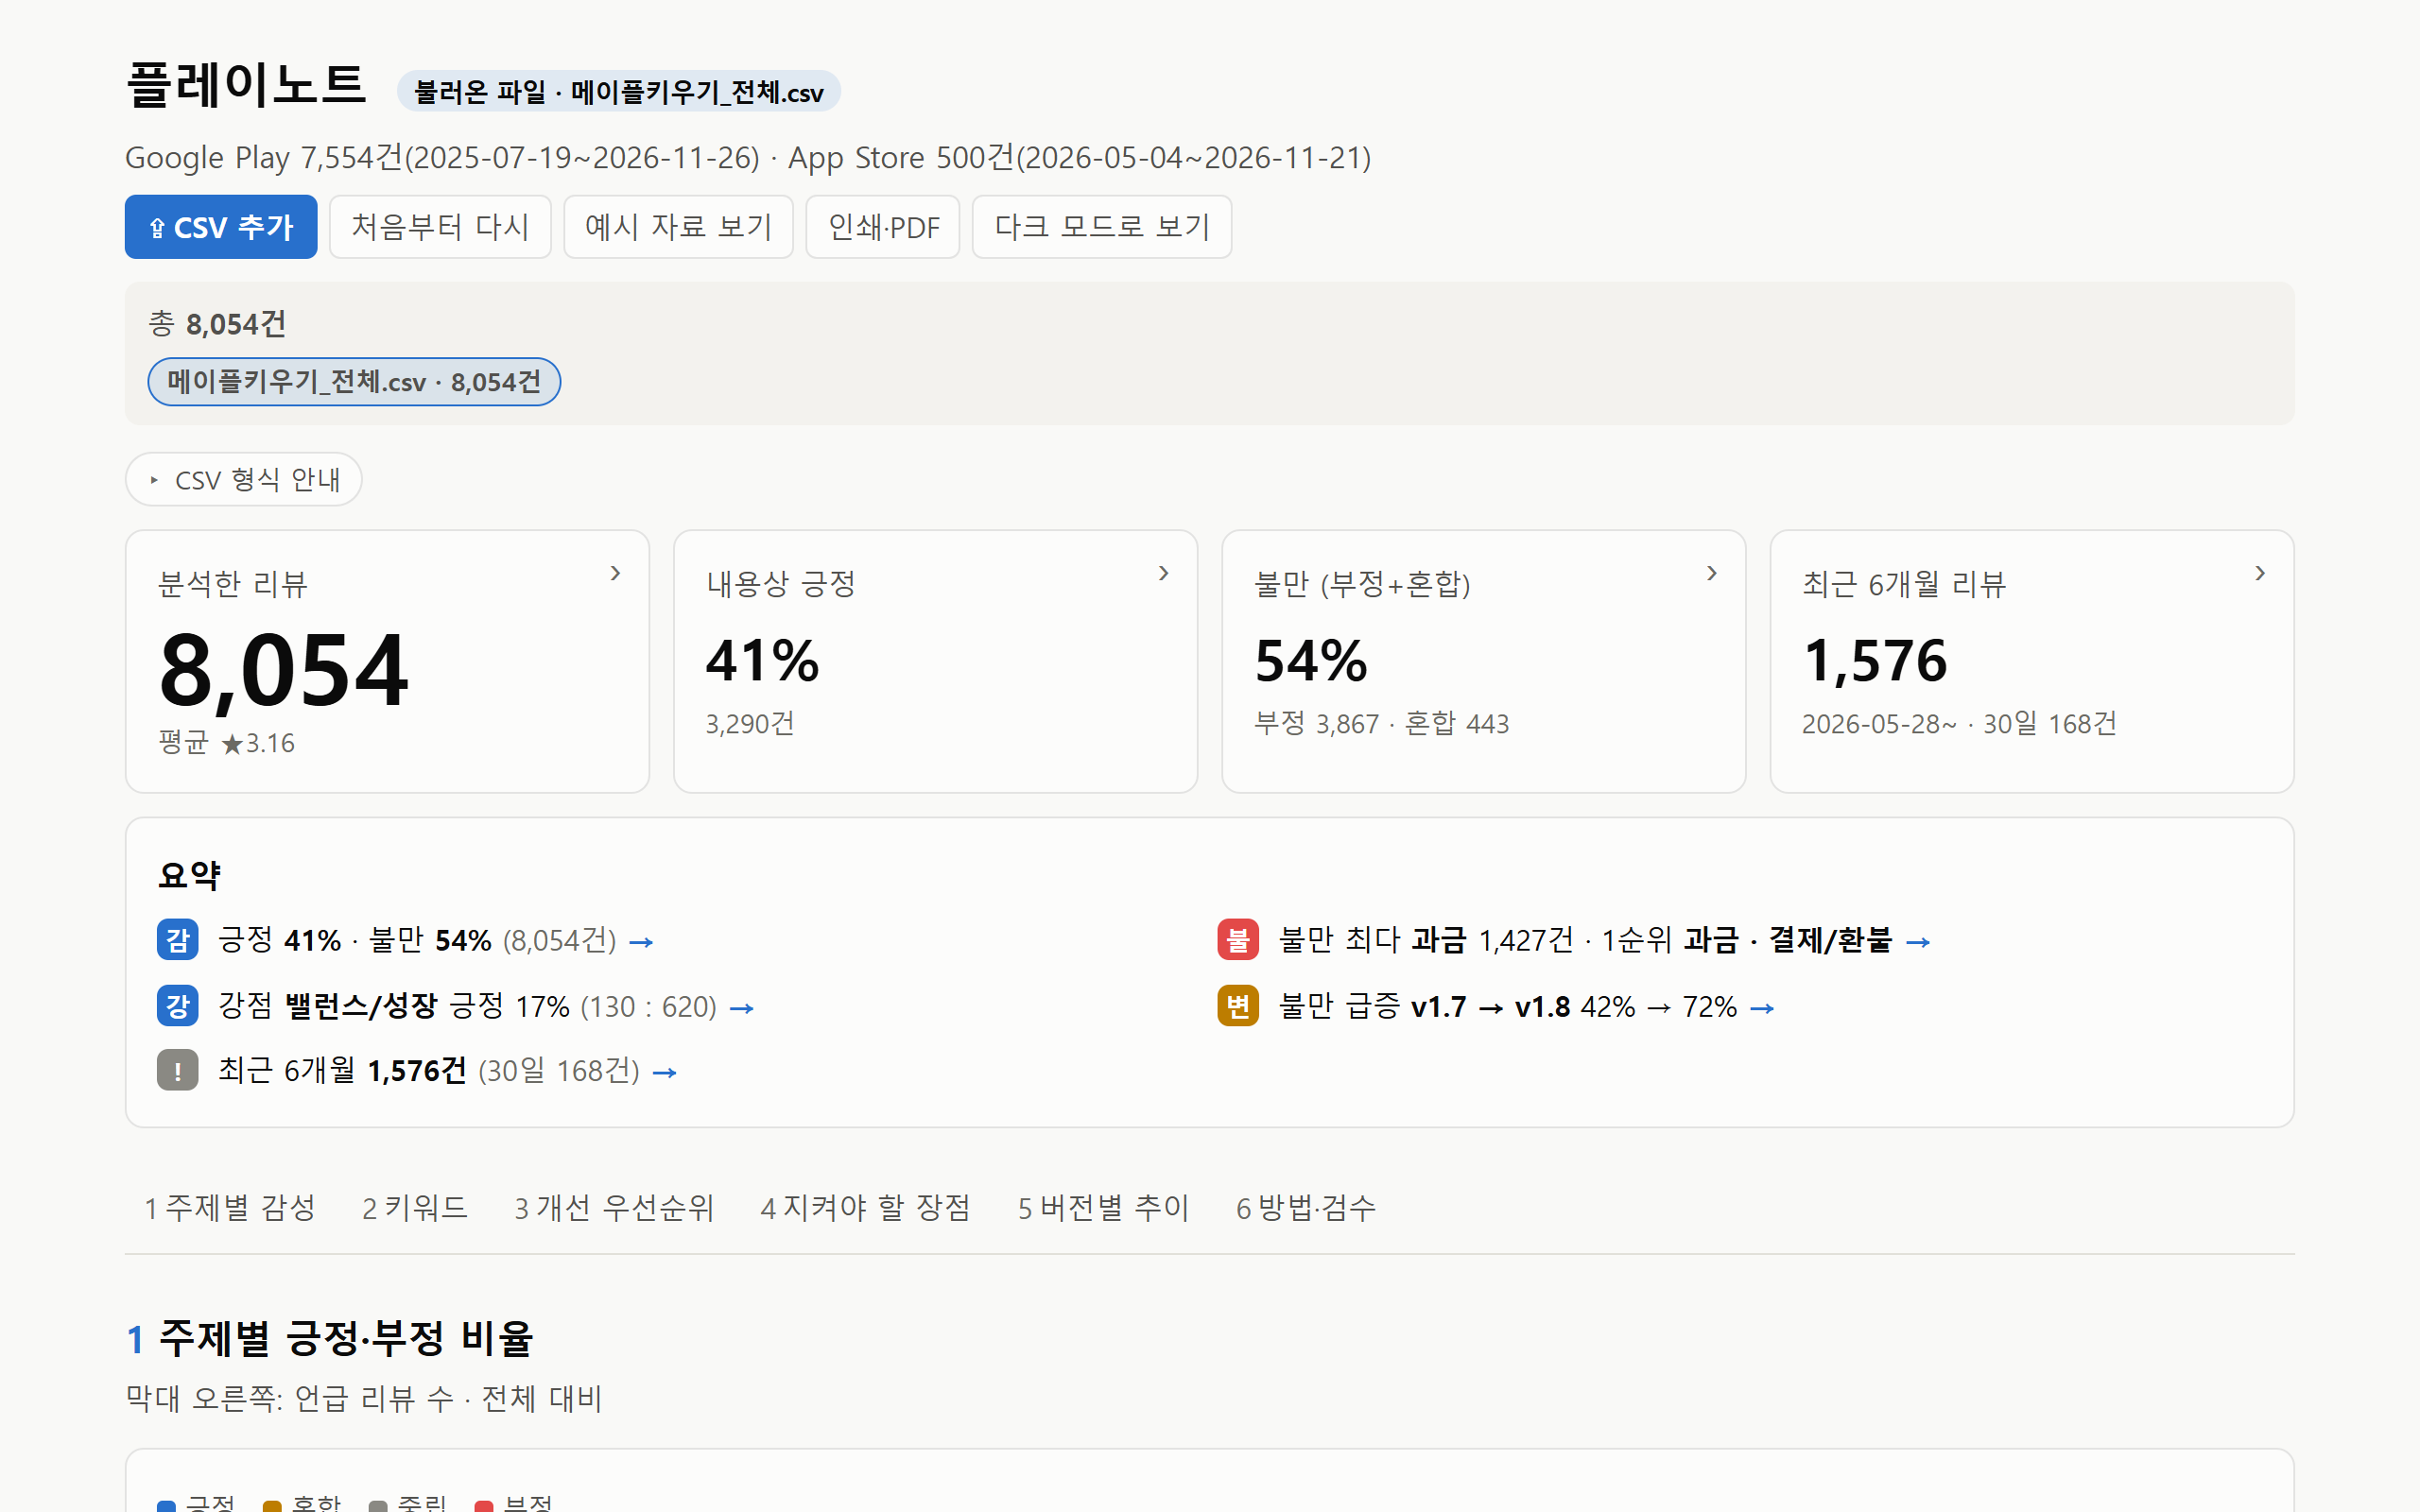 플레이노트 불러온 파일 · 메이플키우기_전체.csv
Google Play 7,554건(2025-07-19~2026-11-26) · App Store 500건(2026-05-04~2026-11-21)
⇪ CSV 추가 처음부터 다시 예시 자료 보기 인쇄·PDF 다크 모드로 보기
총 8,054건
메이플키우기_전체.csv · 8,054건
▸ CSV 형식 안내
분석한 리뷰 ›
8,054
평균 ★3.16
내용상 긍정 ›
41%
3,290건
불만 (부정+혼합) ›
54%
부정 3,867 · 혼합 443
최근 6개월 리뷰 ›
1,576
2026-05-28~ · 30일 168건
요약
감 긍정 41% · 불만 54% (8,054건) →
불 불만 최다 과금 1,427건 · 1순위 과금 · 결제/환불 →
강 강점 밸런스/성장 긍정 17% (130 : 620) →
변 불만 급증 v1.7 → v1.8 42% → 72% →
! 최근 6개월 1,576건 (30일 168건) →
1 주제별 감성 2 키워드 3 개선 우선순위 4 지켜야 할 장점 5 버전별 추이 6 방법·검수
1 주제별 긍정·부정 비율
막대 오른쪽: 언급 리뷰 수 · 전체 대비
긍정 혼합 중립 부정